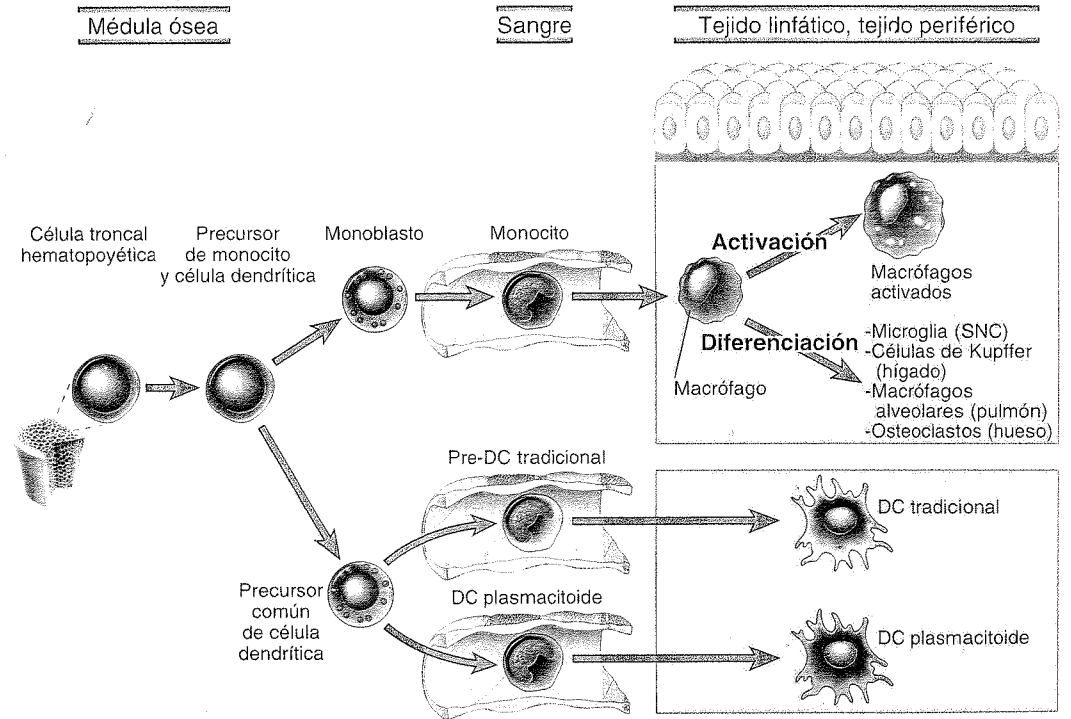 Médula ósea
Sangre
Tejido linfático, tejido periférico
Célula troncal
hematopoyética
Precursor
de monocito
y célula dendrítica
Monoblasto
Monocito
Activación
Macrófagos
activados
Diferenciación
Macrófago
-Microglia (SNC)
-Células de Kupffer
(hígado)
-Macrófagos
alveolares (pulmón)
-Osteoclastos (hueso)
Pre-DC tradicional
DC tradicional
Precursor
común
de célula
dendrítica
DC plasmacitoide
DC plasmacitoide